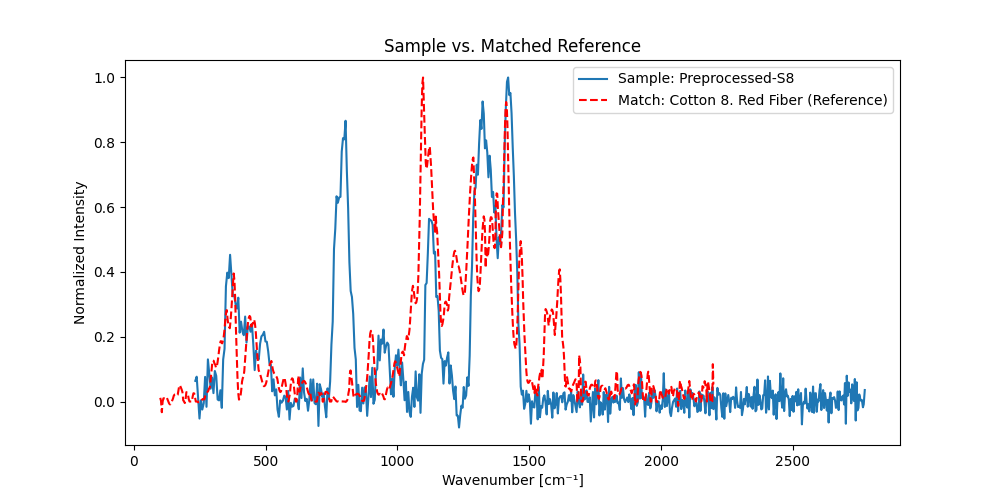 Sample vs. Matched Reference
Sample: Preprocessed-S8
Match: Cotton 8. Red Fiber (Reference)
Normalized Intensity
1.0
0.8
0.6
0.4
0.2
0.0
0 500 1000 1500 2000 2500
Wavenumber [cm⁻¹]